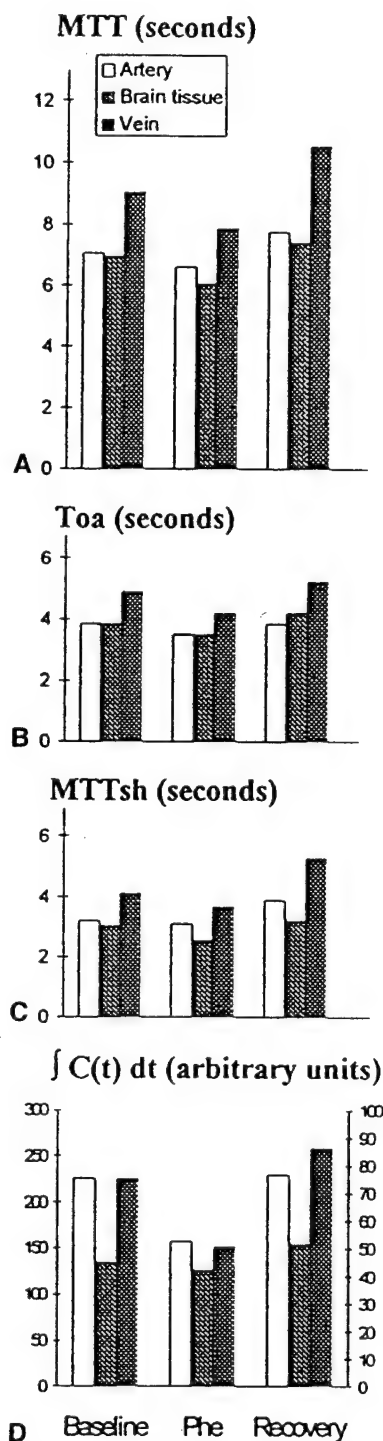 MTT (seconds)
Artery
Brain tissue
Vein
12
10
8
6
4
2
0
A
Toa (seconds)
6
4
2
0
B
MTTsh (seconds)
6
4
2
0
C
∫ C(t) dt (arbitrary units)
300 100
250 90
200 80
150 70
100 60
50 50
0 40
30
20
10
0
D Baseline Phe Recovery